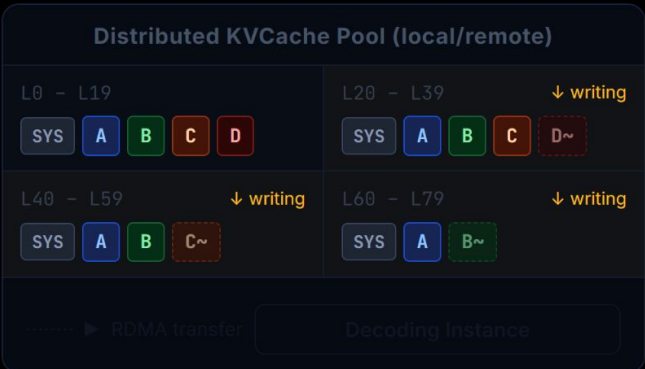 Distributed KVCache Pool (local/remote)
L0 – L19
SYS A B C D
L20 – L39 ↓ writing
SYS A B C D~
L40 – L59 ↓ writing
SYS A B C~
L60 – L79 ↓ writing
SYS A B~
▶ RDMA transfer Decoding Instance